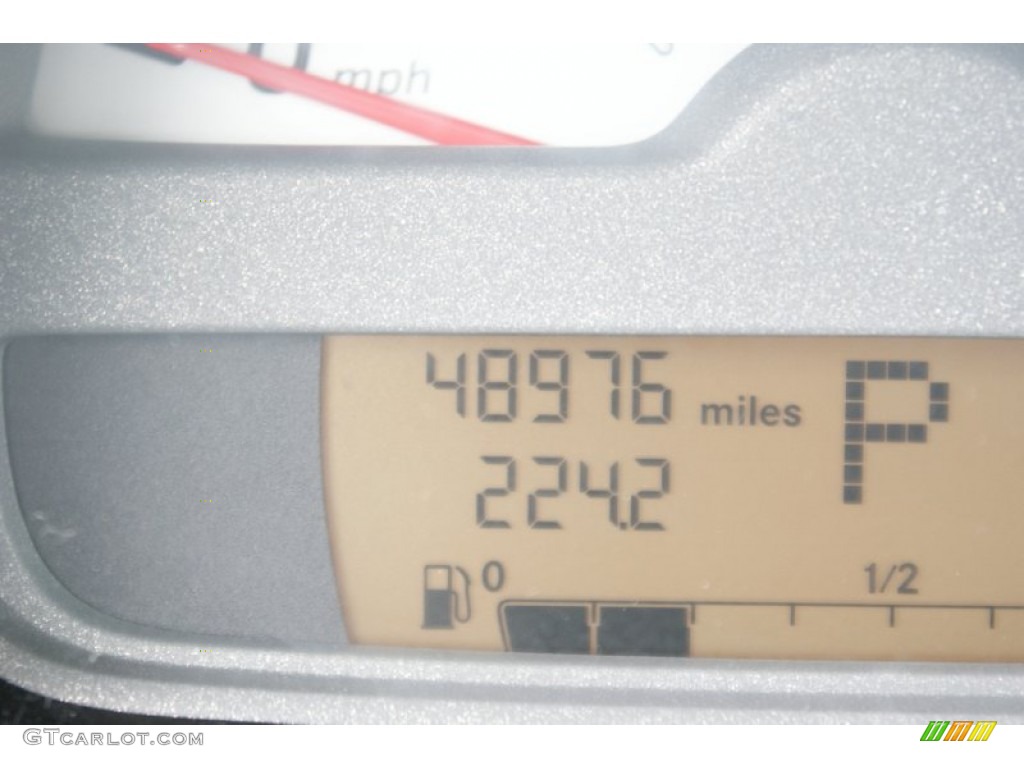 mph
48976 miles
P
224.2
0 1/2
GTCARLOT.COM